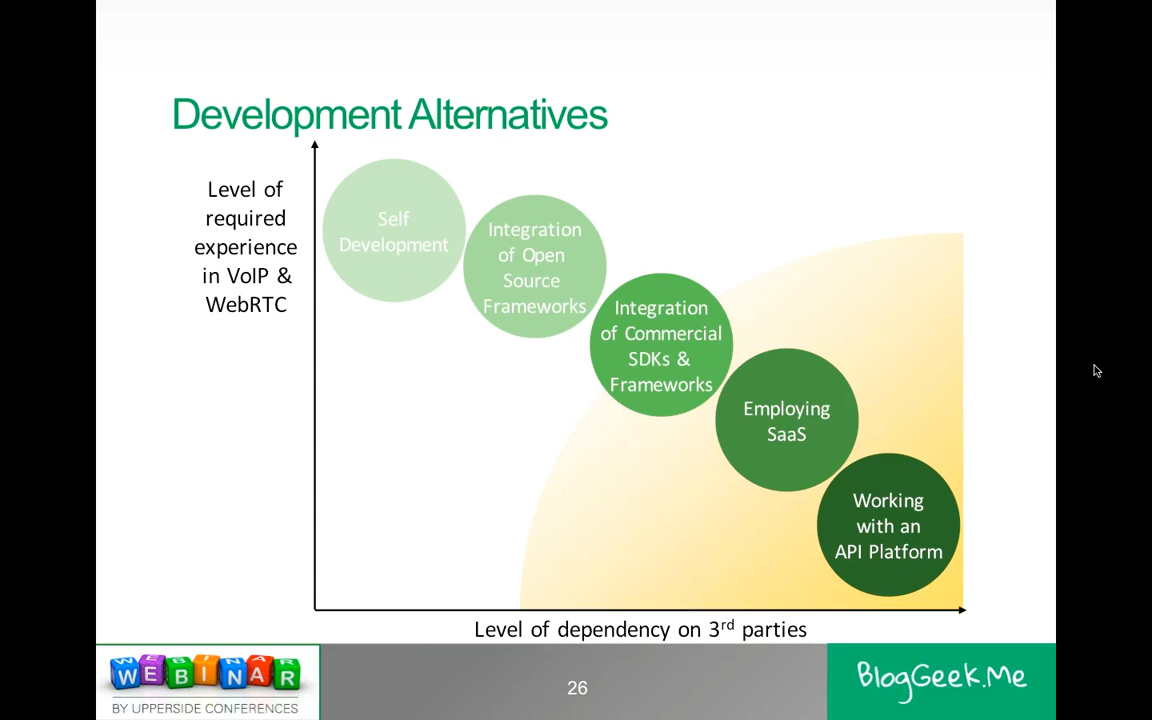 Development Alternatives
Level of
required
experience
in VoIP &
WebRTC
Self
Development
Integration
of Open
Source
Frameworks
Integration
of Commercial
SDKs &
Frameworks
Employing
SaaS
Working
with an
API Platform
Level of dependency on 3rd parties
WEBINAR
BY UPPERSIDE CONFERENCES
26
BlogGeek.Me